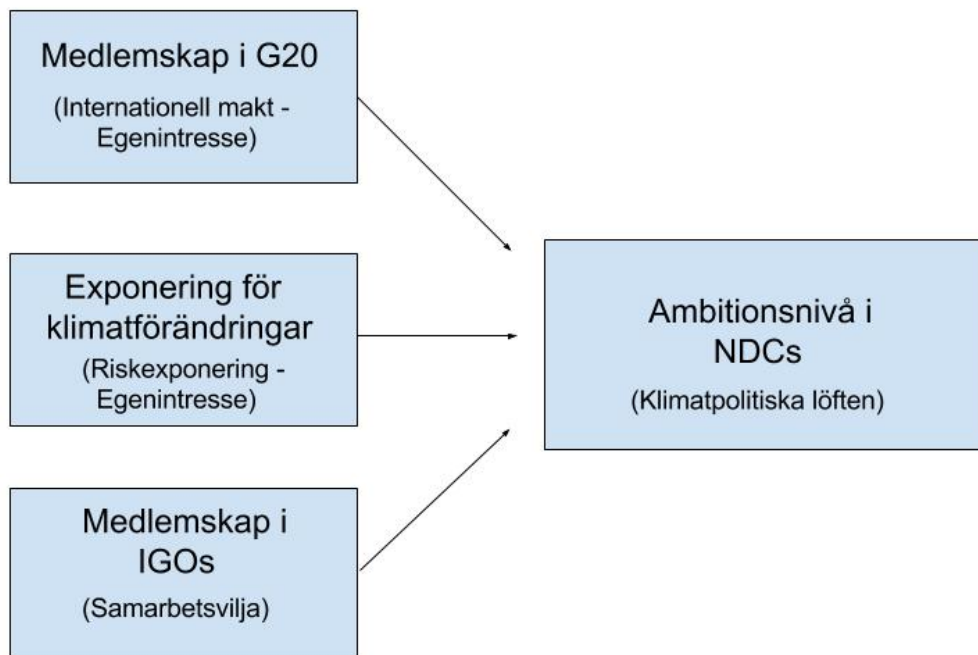 Medlemskap i G20
(Internationell makt -
Egenintresse)
Exponering för
klimatförändringar
(Riskexponering -
Egenintresse)
Medlemskap i
IGOs
(Samarbetsvilja)
Ambitionsnivå i
NDCs
(Klimatpolitiska löften)